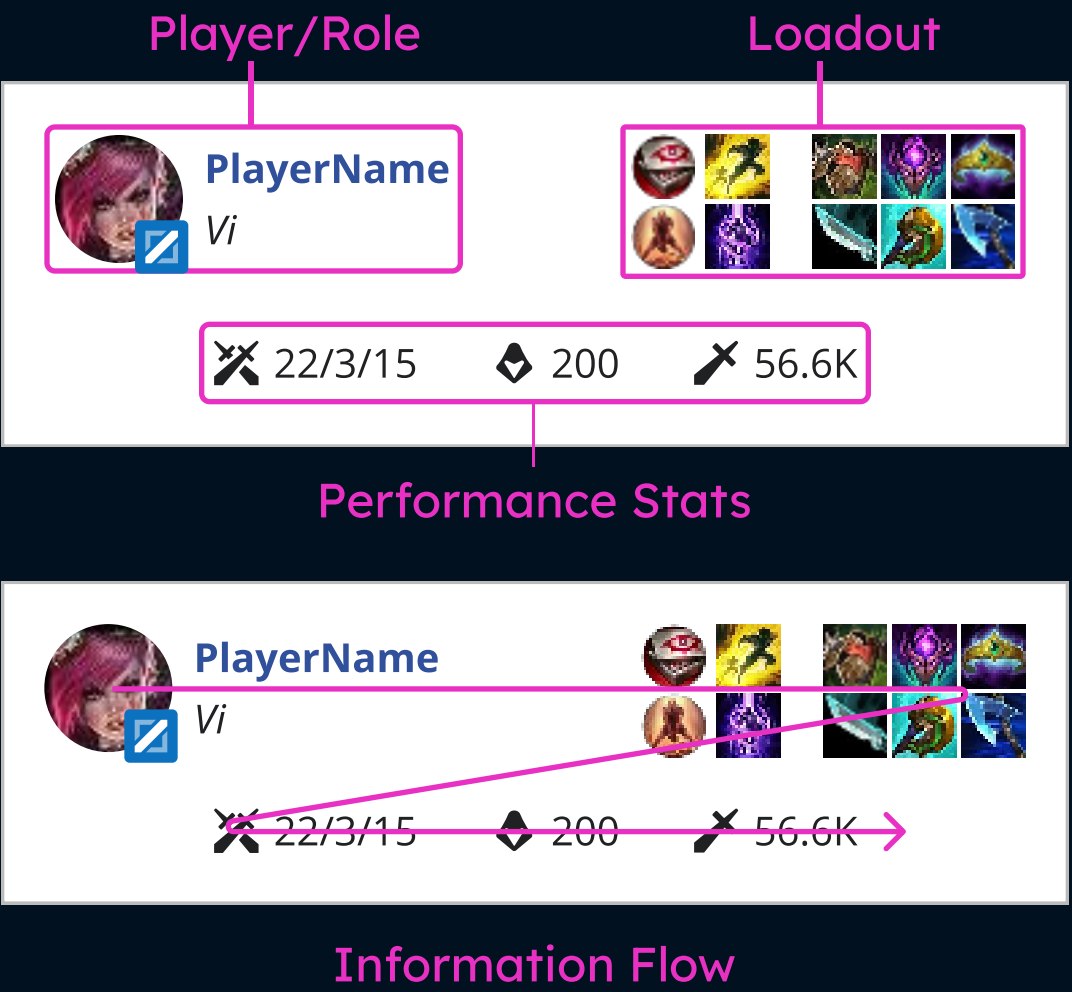 Player/Role
Loadout
PlayerName
Vi
22/3/15 200 56.6K
Performance Stats
PlayerName
Vi
22/3/15 200 56.6K
Information Flow